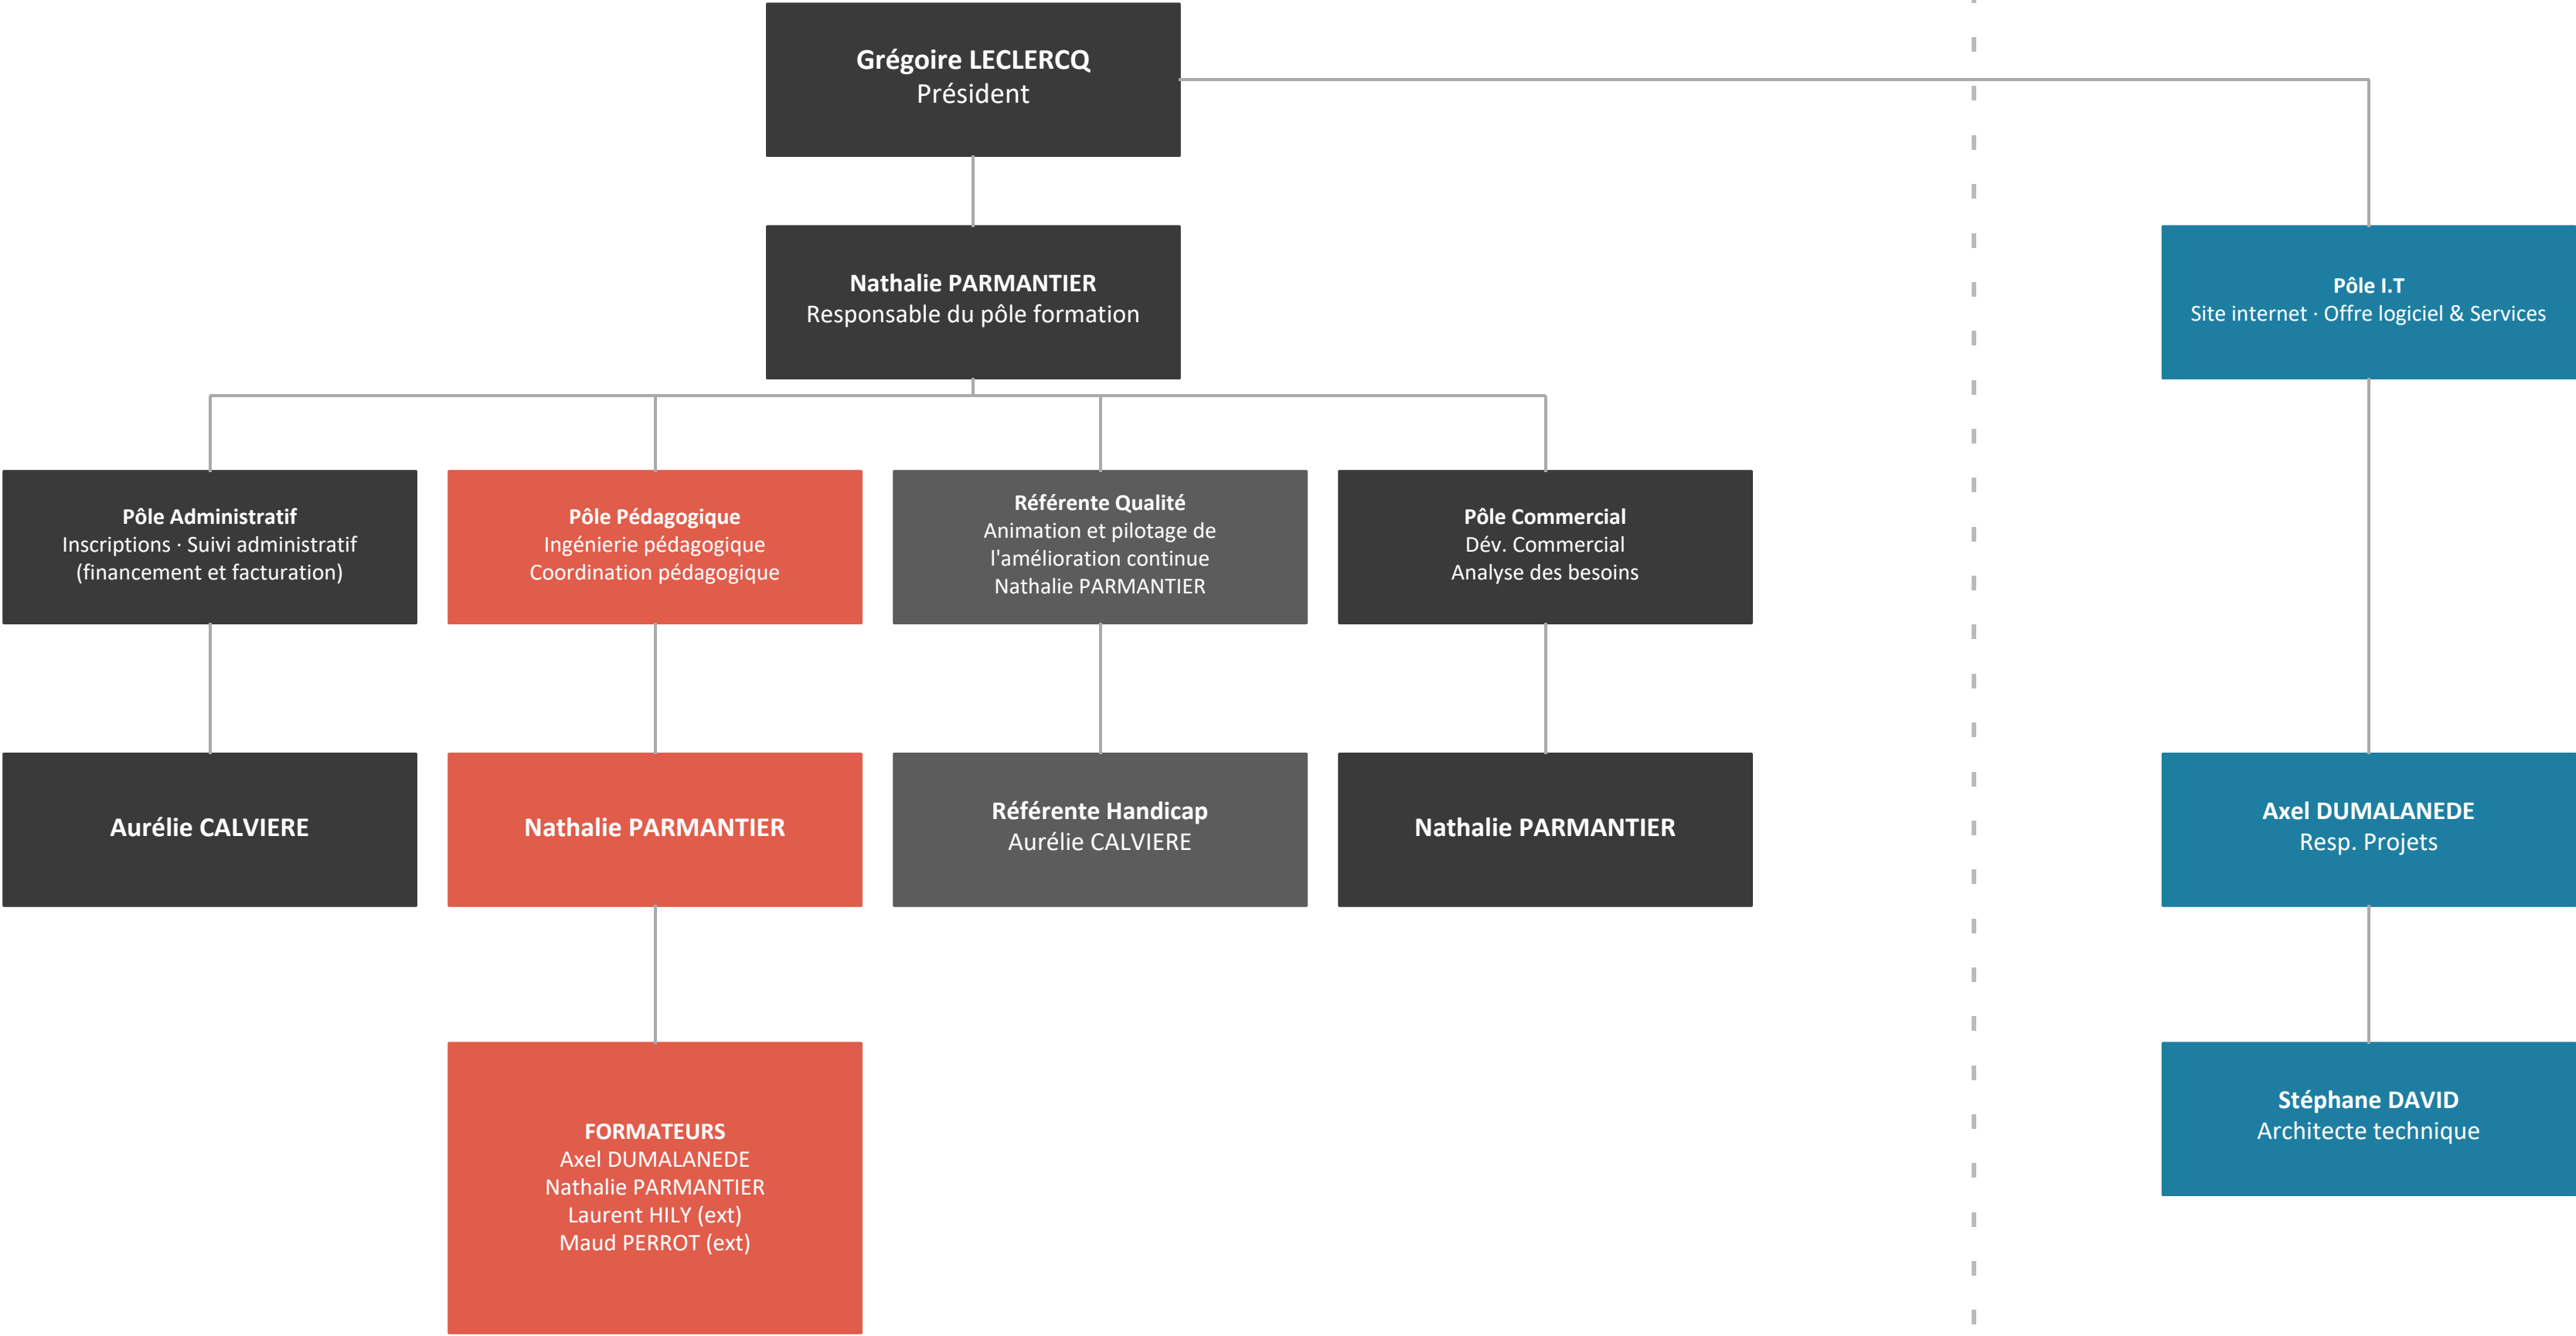 Grégoire LECLERCQ
Président
Nathalie PARMANTIER
Responsable du pôle formation
Pôle I.T
Site internet · Offre logiciel & Services
Pôle Administratif
Inscriptions · Suivi administratif
(financement et facturation)
Pôle Pédagogique
Ingénierie pédagogique
Coordination pédagogique
Référente Qualité
Animation et pilotage de
l'amélioration continue
Nathalie PARMANTIER
Pôle Commercial
Dév. Commercial
Analyse des besoins
Aurélie CALVIERE
Nathalie PARMANTIER
Référente Handicap
Aurélie CALVIERE
Nathalie PARMANTIER
Axel DUMALANEDE
Resp. Projets
FORMATEURS
Axel DUMALANEDE
Nathalie PARMANTIER
Laurent HILY (ext)
Maud PERROT (ext)
Stéphane DAVID
Architecte technique